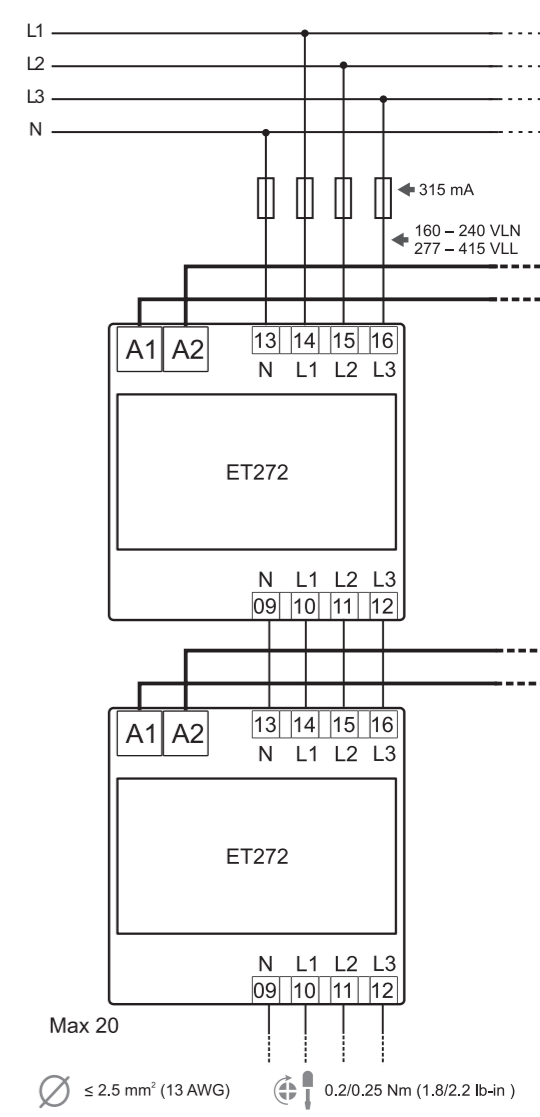 L1
L2
L3
N
315 mA
160 – 240 VLN
277 – 415 VLL
A1 A2 13 14 15 16
N L1 L2 L3
ET272
N L1 L2 L3
09 10 11 12
A1 A2 13 14 15 16
N L1 L2 L3
ET272
N L1 L2 L3
09 10 11 12
Max 20
≤ 2.5 mm² (13 AWG) 0.2/0.25 Nm (1.8/2.2 lb-in )